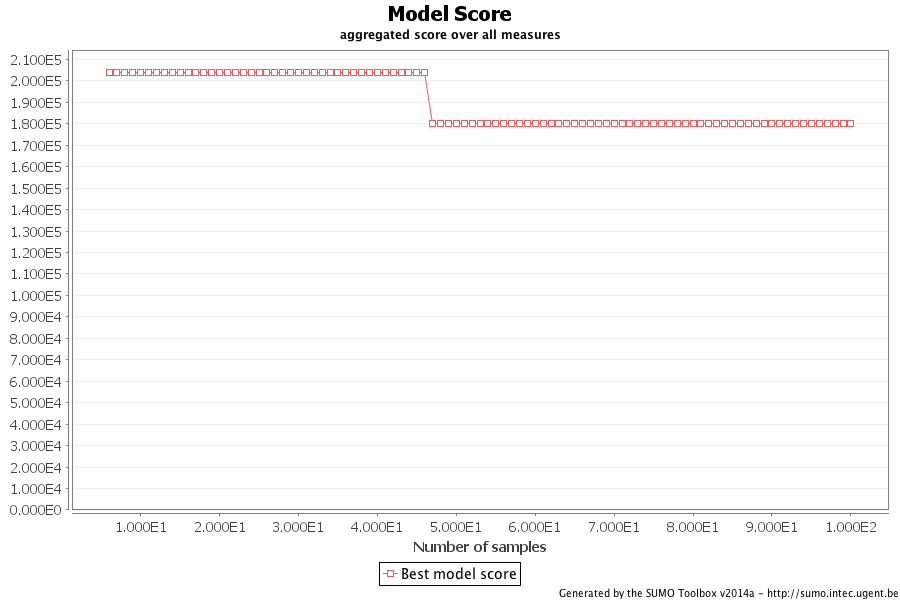 Model Score
aggregated score over all measures
2.100E5
2.000E5
1.900E5
1.800E5
1.700E5
1.600E5
1.500E5
1.400E5
1.300E5
1.200E5
1.100E5
1.000E5
9.000E4
8.000E4
7.000E4
6.000E4
5.000E4
4.000E4
3.000E4
2.000E4
1.000E4
0.000E0
1.000E1 2.000E1 3.000E1 4.000E1 5.000E1 6.000E1 7.000E1 8.000E1 9.000E1 1.000E2
Number of samples
Best model score
Generated by the SUMO Toolbox v2014a - http://sumo.intec.ugent.be